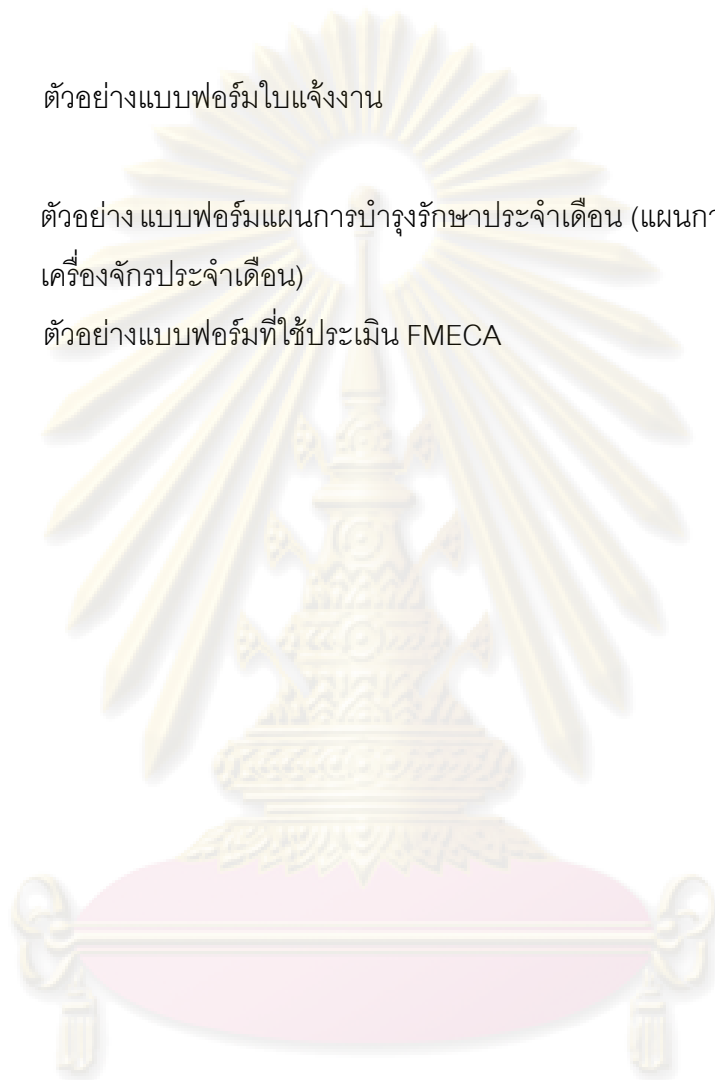 ตัวอย่างแบบฟอร์มใบแจ้งงาน
ตัวอย่าง แบบฟอร์มแผนการบำรุงรักษาประจำเดือน (แผนกา
เครื่องจักรประจำเดือน)
ตัวอย่างแบบฟอร์มที่ใช้ประเมิน FMECA